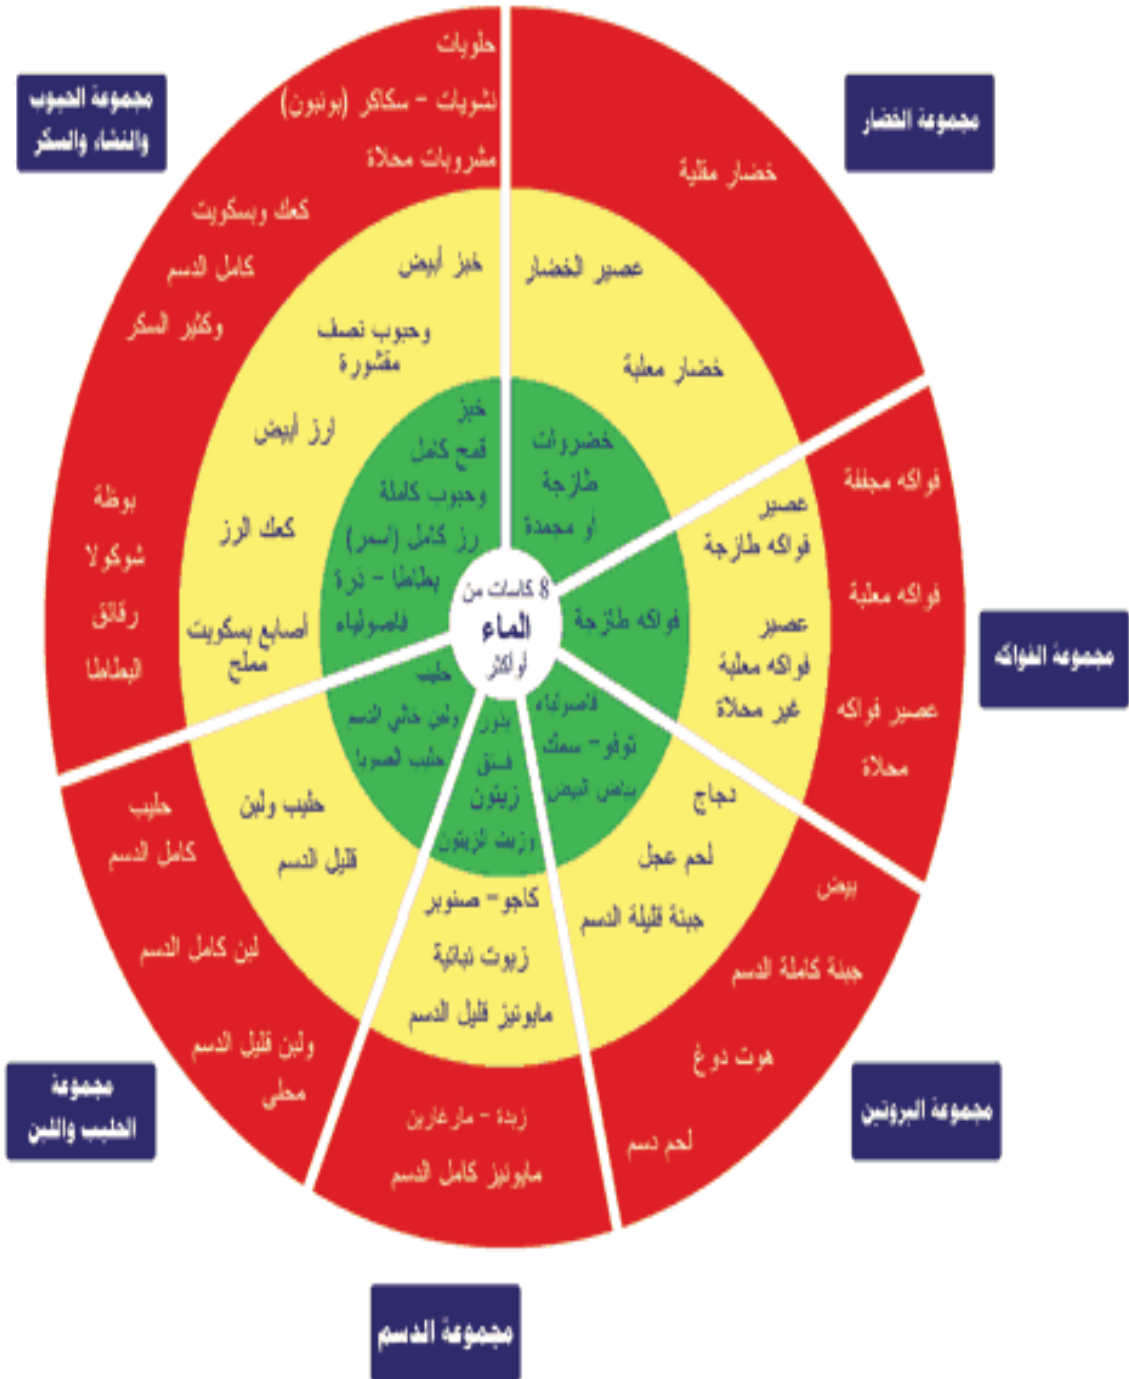 مجموعة الخضار
خضار مقلية
عصير الخضار
خضار معلبة
خضروات
طازجة
أو مجمدة
مجموعة الفواكه
فواكه مجففة
فواكه معلبة
عصير فواكه
محلاة
عصير
فواكه طازجة
عصير
فواكه معلبة
غير محلاة
فواكه طازجة
مجموعة البروتين
بيض
جبنة كاملة الدسم
هوت دوغ
لحم دسم
دجاج
لحم عجل
جبنة قليلة الدسم
فاصولياء
توفو - سمك
بياض البيض
مجموعة الدسم
زبدة - مارغارين
مايونيز كامل الدسم
كاجو - صنوبر
زيوت نباتية
مايونيز قليل الدسم
بذور
فستق
زيتون
وزيت الزيتون
مجموعة
الحليب واللبن
حليب
كامل الدسم
لبن كامل الدسم
ولبن قليل الدسم
محلى
حليب ولبن
قليل الدسم
حليب
ولبن خالي الدسم
حليب الصويا
مجموعة الحبوب
والنشاء والسكر
حلويات
نشويات - سكاكر (بونبون)
مشروبات محلاة
كعك وبسكويت
كامل الدسم
وكثير السكر
بوظة
شوكولا
رقائق
البطاطا
خبز أبيض
وحبوب نصف
مقشورة
ارز أبيض
كعك الرز
أصابع بسكويت
مملح
خبز
قمح كامل
وحبوب كاملة
رز كامل (اسمر)
بطاطا - ذرة
فاصولياء
8 كاسات من
الماء
أو أكثر